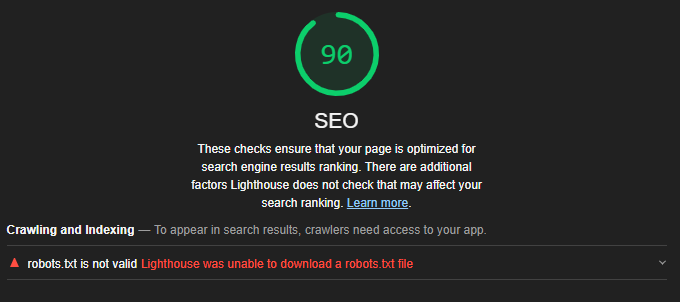 90
SEO
These checks ensure that your page is optimized for
search engine results ranking. There are additional
factors Lighthouse does not check that may affect your
search ranking. Learn more.
Crawling and Indexing — To appear in search results, crawlers need access to your app.
robots.txt is not valid Lighthouse was unable to download a robots.txt file